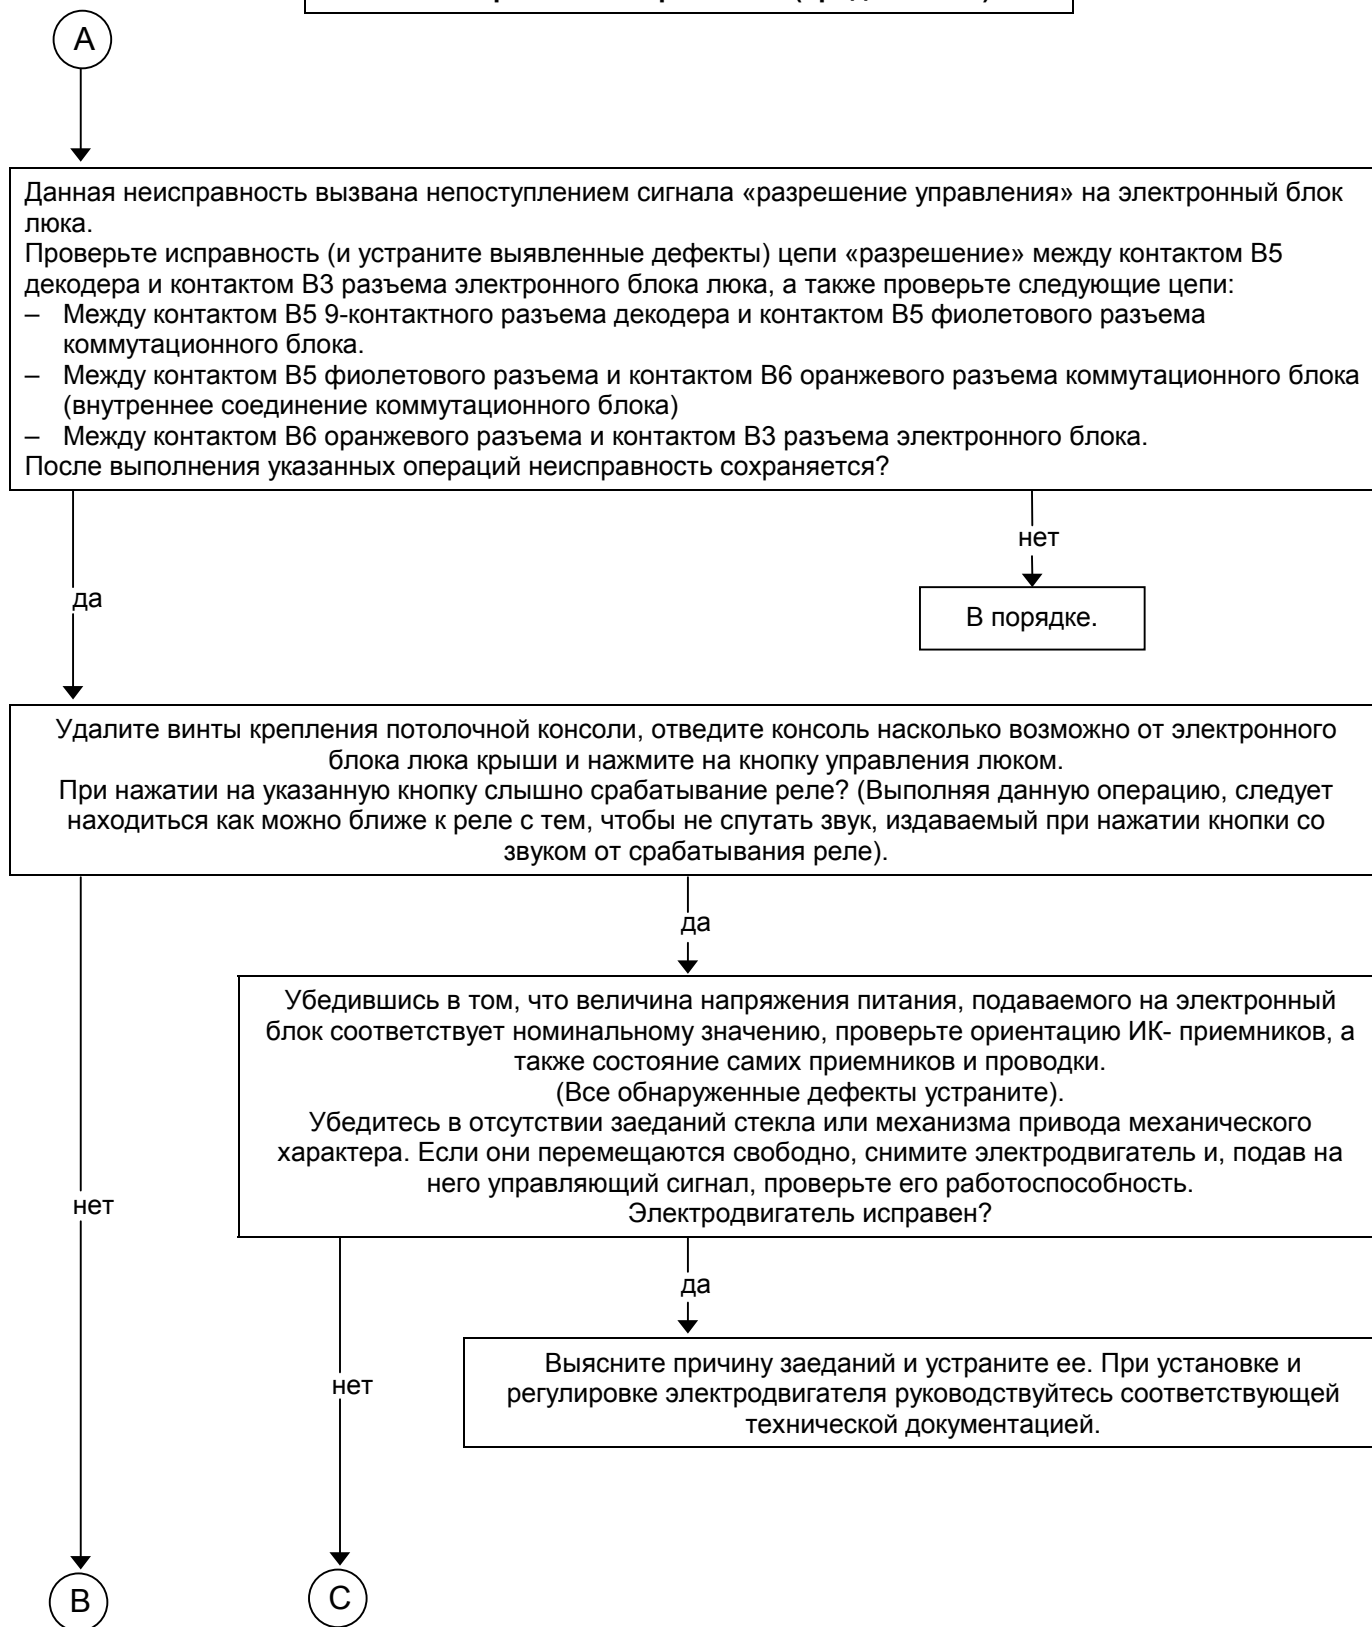 А
Данная неисправность вызвана непоступлением сигнала «разрешение управления» на электронный блок
люка.
Проверьте исправность (и устраните выявленные дефекты) цепи «разрешение» между контактом В5
декодера и контактом В3 разъема электронного блока люка, а также проверьте следующие цепи:
– Между контактом В5 9-контактного разъема декодера и контактом В5 фиолетового разъема
коммутационного блока.
– Между контактом В5 фиолетового разъема и контактом В6 оранжевого разъема коммутационного блока
(внутреннее соединение коммутационного блока)
– Между контактом В6 оранжевого разъема и контактом В3 разъема электронного блока.
После выполнения указанных операций неисправность сохраняется?
нет
да
В порядке.
Удалите винты крепления потолочной консоли, отведите консоль насколько возможно от электронного
блока люка крыши и нажмите на кнопку управления люком.
При нажатии на указанную кнопку слышно срабатывание реле? (Выполняя данную операцию, следует
находиться как можно ближе к реле с тем, чтобы не спутать звук, издаваемый при нажатии кнопки со
звуком от срабатывания реле).
да
Убедившись в том, что величина напряжения питания, подаваемого на электронный
блок соответствует номинальному значению, проверьте ориентацию ИК- приемников, а
также состояние самих приемников и проводки.
(Все обнаруженные дефекты устраните).
Убедитесь в отсутствии заеданий стекла или механизма привода механического
характера. Если они перемещаются свободно, снимите электродвигатель и, подав на
него управляющий сигнал, проверьте его работоспособность.
Электродвигатель исправен?
нет
да
Выясните причину заеданий и устраните ее. При установке и
регулировке электродвигателя руководствуйтесь соответствующей
технической документацией.
нет
В
С